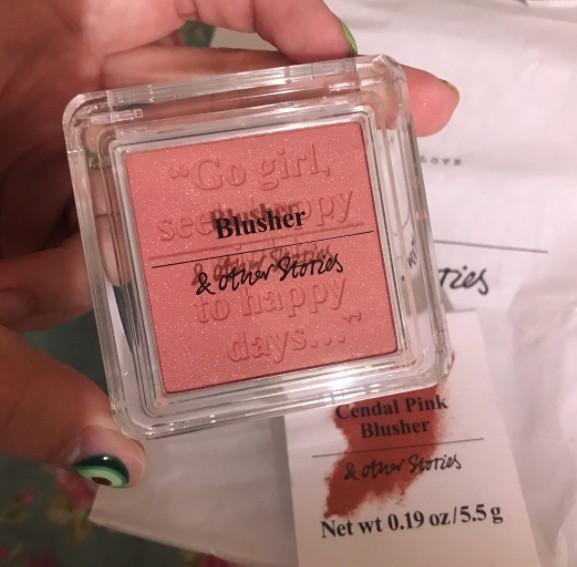 “Go girl,
Blusher
& other Stories
to happy
days...”
Cendal Pink
Blusher
& other Stories
Net wt 0.19 oz/5.5 g